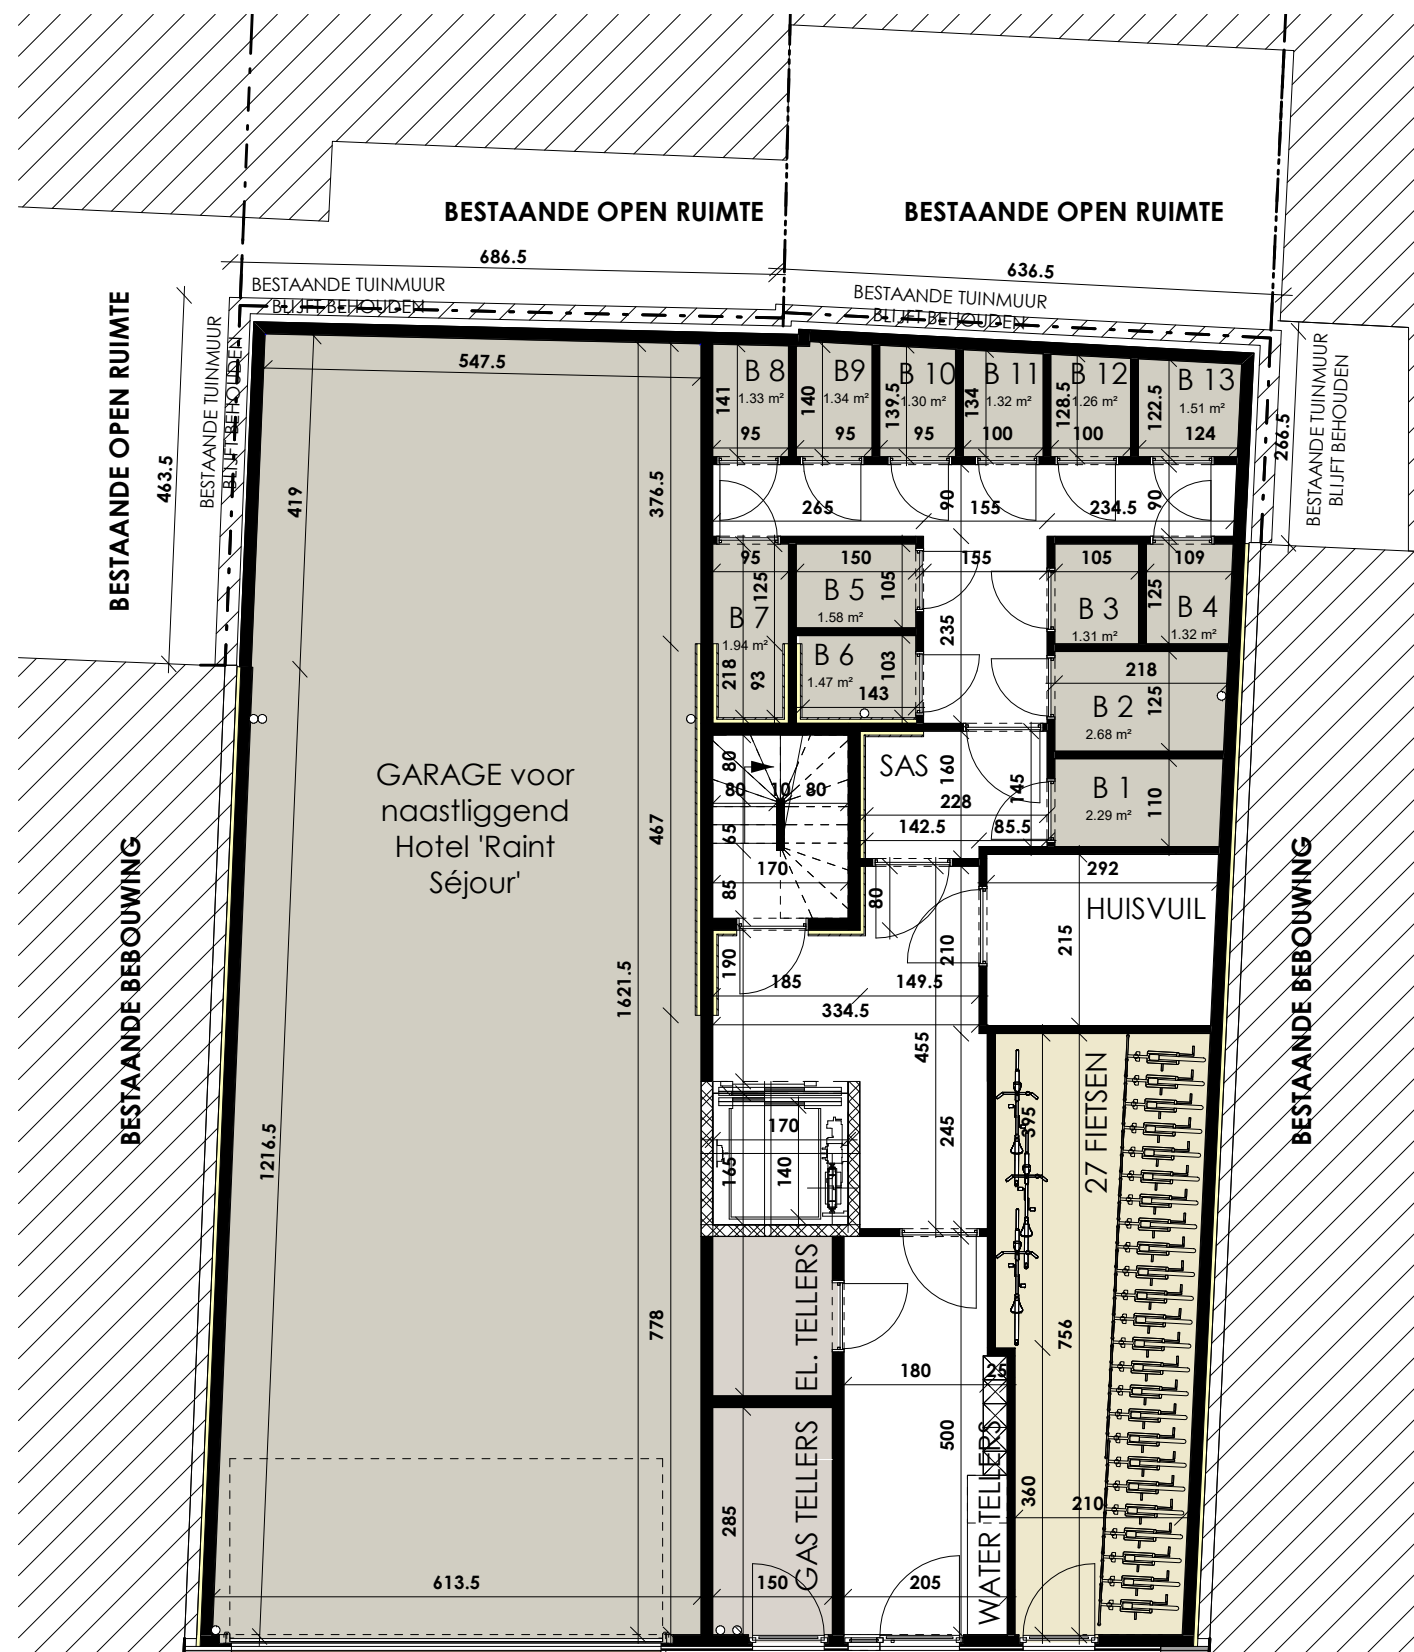 BESTAANDE OPEN RUIMTE
BESTAANDE OPEN RUIMTE
686.5
636.5
BESTAANDE TUINMUUR
BLIJFT BEHOUDEN
BESTAANDE TUINMUUR
BLIJFT BEHOUDEN
BESTAANDE OPEN RUIMTE
463.5
BESTAANDE TUINMUUR
BLIJFT BEHOUDEN
BESTAANDE TUINMUUR
BLIJFT BEHOUDEN
266.5
547.5
419
376.5
B 8
1.33 m²
141
95
B9
1.34 m²
140
95
B 10
1.30 m²
139.5
95
B 11
1.32 m²
134
100
B 12
1.26 m²
128.5
100
B 13
1.51 m²
122.5
124
265
90
155
234.5
90
95
125
B 7
1.94 m²
218
93
150
B 5
105
1.58 m²
B 6
103
1.47 m²
143
155
235
105
B 3
1.31 m²
109
125
B 4
1.32 m²
218
125
B 2
2.68 m²
B 1
110
2.29 m²
SAS
160
145
228
142.5
85.5
80
80
10
80
65
170
85
GARAGE voor
naastliggend
Hotel 'Raint
Séjour'
467
1621.5
BESTAANDE BEBOUWING
BESTAANDE BEBOUWING
292
HUISVUIL
215
80
210
190
185
149.5
334.5
455
245
170
165
140
395
27 FIETSEN
756
1216.5
778
EL. TELLERS
180
25
500
WATER TELLERS
360
210
GAS TELLERS
285
613.5
150
205